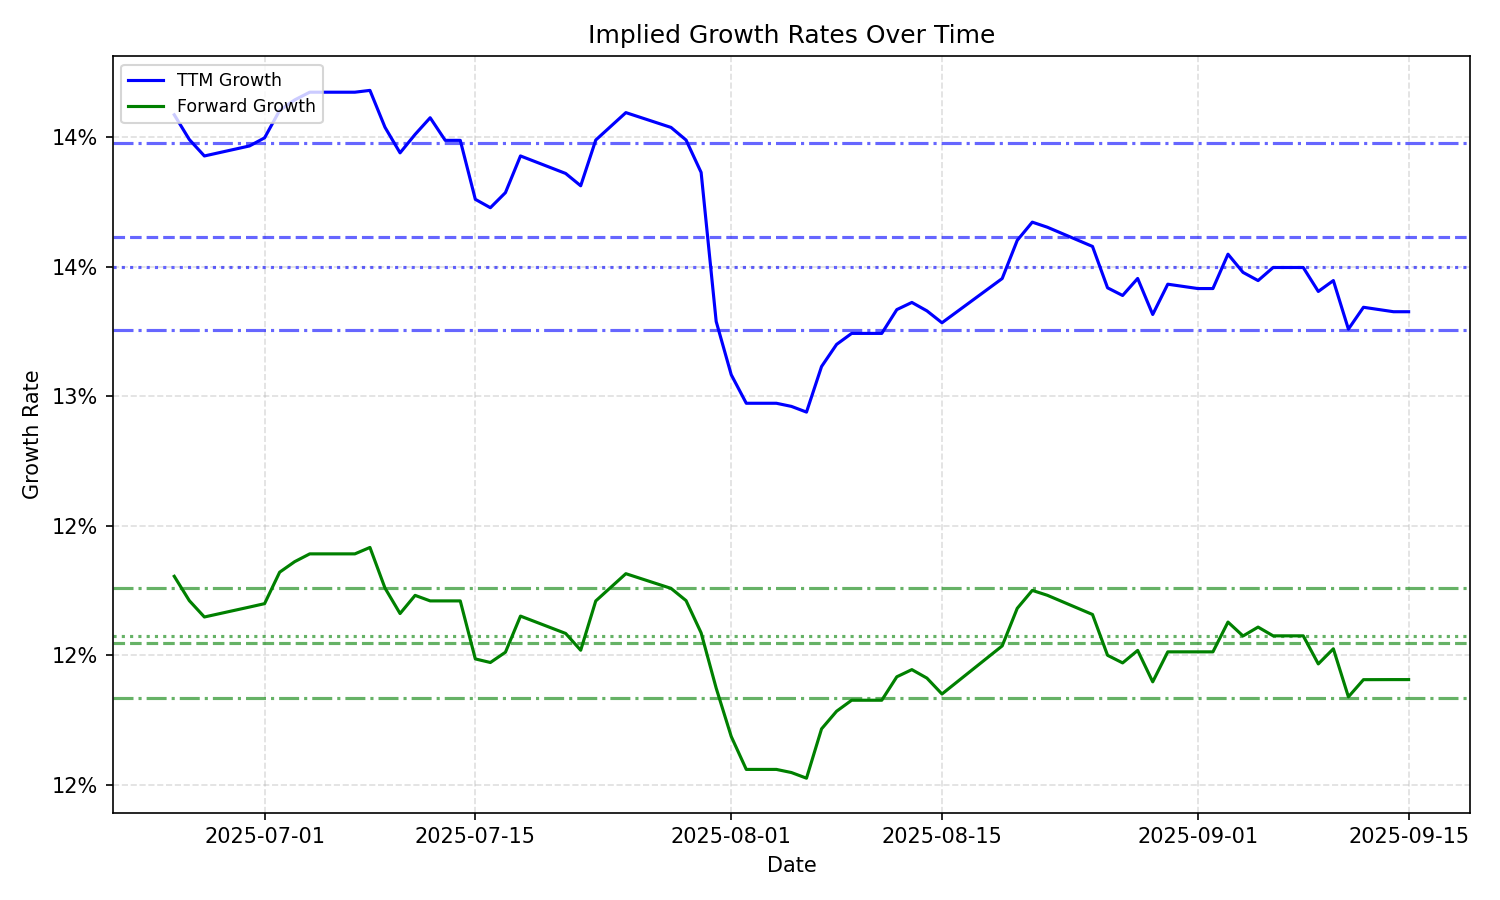 Implied Growth Rates Over Time
TTM Growth
Forward Growth
14%
14%
13%
12%
12%
12%
Growth Rate
2025-07-01
2025-07-15
2025-08-01
2025-08-15
2025-09-01
2025-09-15
Date